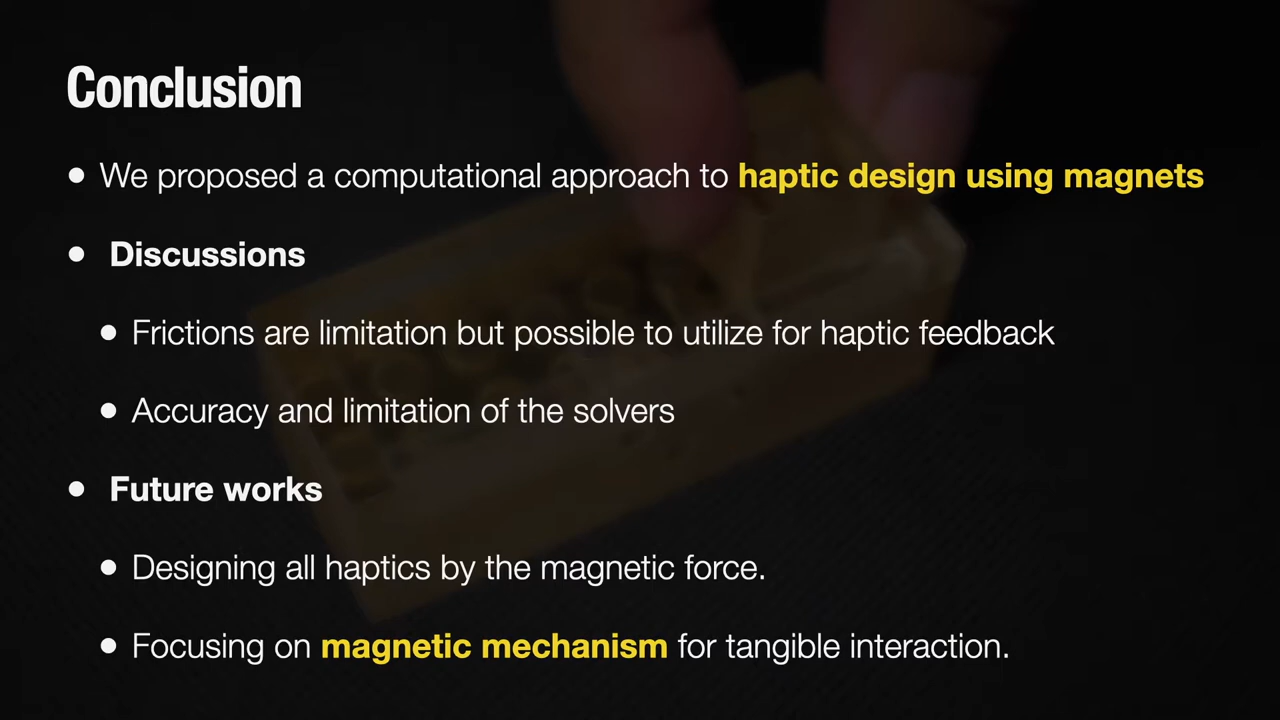 Conclusion
We proposed a computational approach to haptic design using magnets
Discussions
Frictions are limitation but possible to utilize for haptic feedback
Accuracy and limitation of the solvers
Future works
Designing all haptics by the magnetic force.
Focusing on magnetic mechanism for tangible interaction.